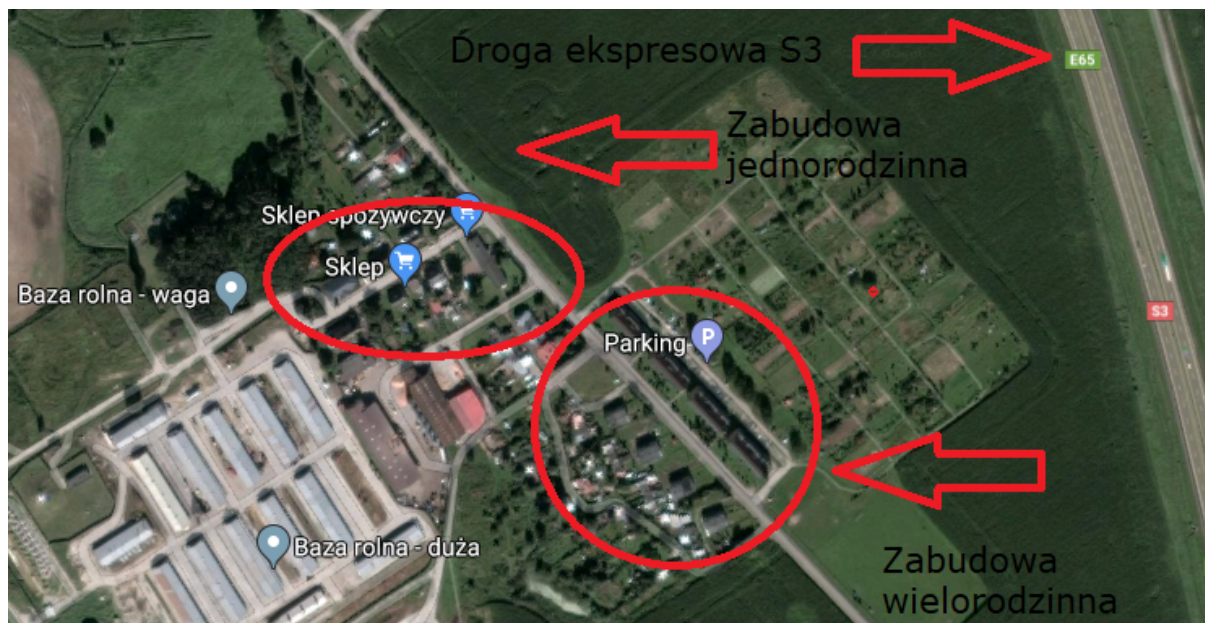 Droga ekspresowa S3
E65
Zabudowa
jednorodzinna
Sklep spożywczy
Sklep
Baza rolna - waga
S3
Parking
P
Baza rolna - duża
Zabudowa
wielorodzinna